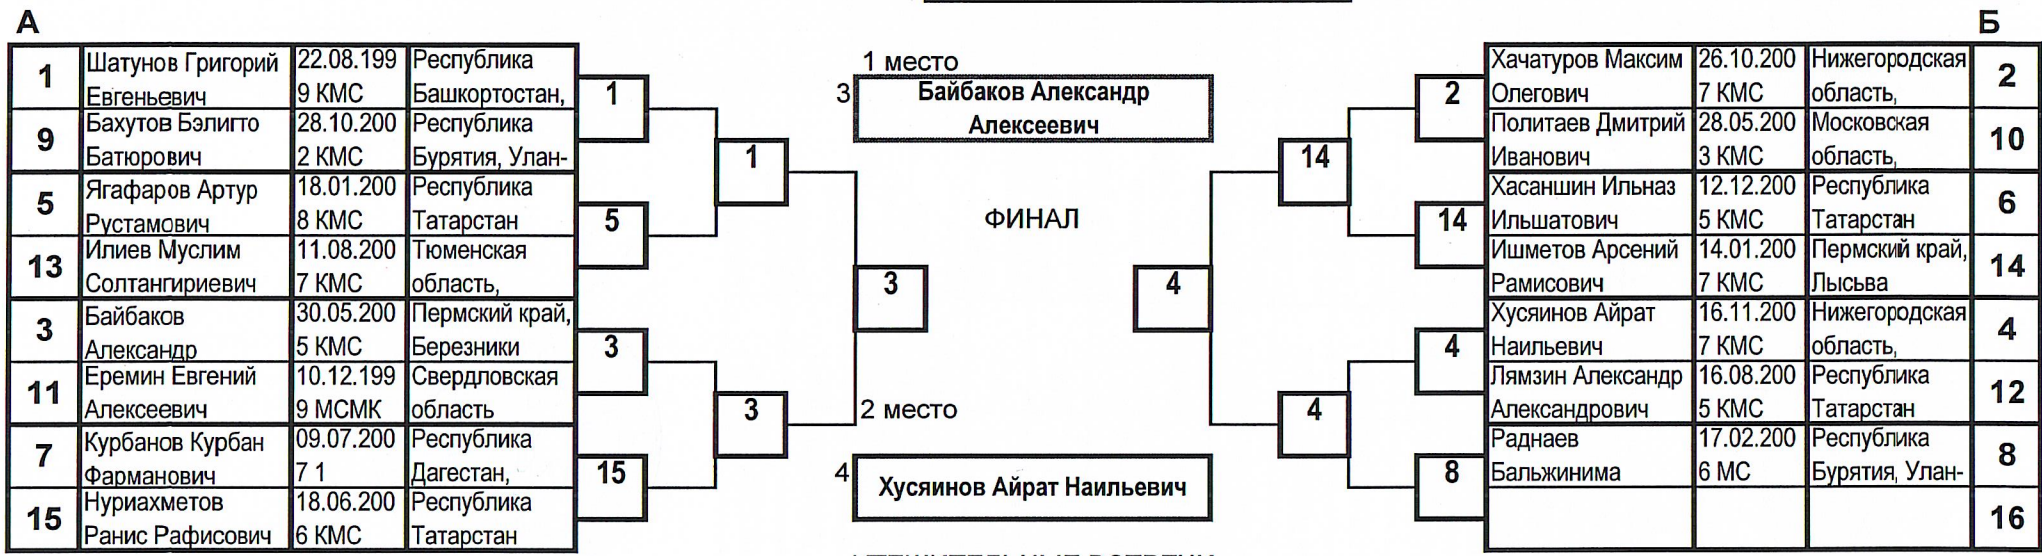 А
Б
1
Шатунов Григорий
Евгеньевич
22.08.199
9 КМС
Республика
Башкортостан,
9
Бахутов Бэлигто
Батюрович
28.10.200
2 КМС
Республика
Бурятия, Улан-
5
Ягафаров Артур
Рустамович
18.01.200
8 КМС
Республика
Татарстан
13
Илиев Муслим
Солтангириевич
11.08.200
7 КМС
Тюменская
область,
3
Байбаков
Александр
30.05.200
5 КМС
Пермский край,
Березники
11
Еремин Евгений
Алексеевич
10.12.199
9 МСМК
Свердловская
область
7
Курбанов Курбан
Фарманович
09.07.200
7 1
Республика
Дагестан,
15
Нуриахметов
Ранис Рафисович
18.06.200
6 КМС
Республика
Татарстан
1
5
3
15
1
3
3
1 место
3
Байбаков Александр
Алексеевич
ФИНАЛ
2 место
4
Хусяинов Айрат Наильевич
4
14
4
2
14
4
8
Хачатуров Максим
Олегович
26.10.200
7 КМС
Нижегородская
область,
2
Политаев Дмитрий
Иванович
28.05.200
3 КМС
Московская
область,
10
Хасаншин Ильназ
Ильшатович
12.12.200
5 КМС
Республика
Татарстан
6
Ишметов Арсений
Рамисович
14.01.200
7 КМС
Пермский край,
Лысьва
14
Хусяинов Айрат
Наильевич
16.11.200
7 КМС
Нижегородская
область,
4
Лямзин Александр
Александрович
16.08.200
5 КМС
Республика
Татарстан
12
Раднаев
Бальжинима
17.02.200
6 МС
Республика
Бурятия, Улан-
8
16